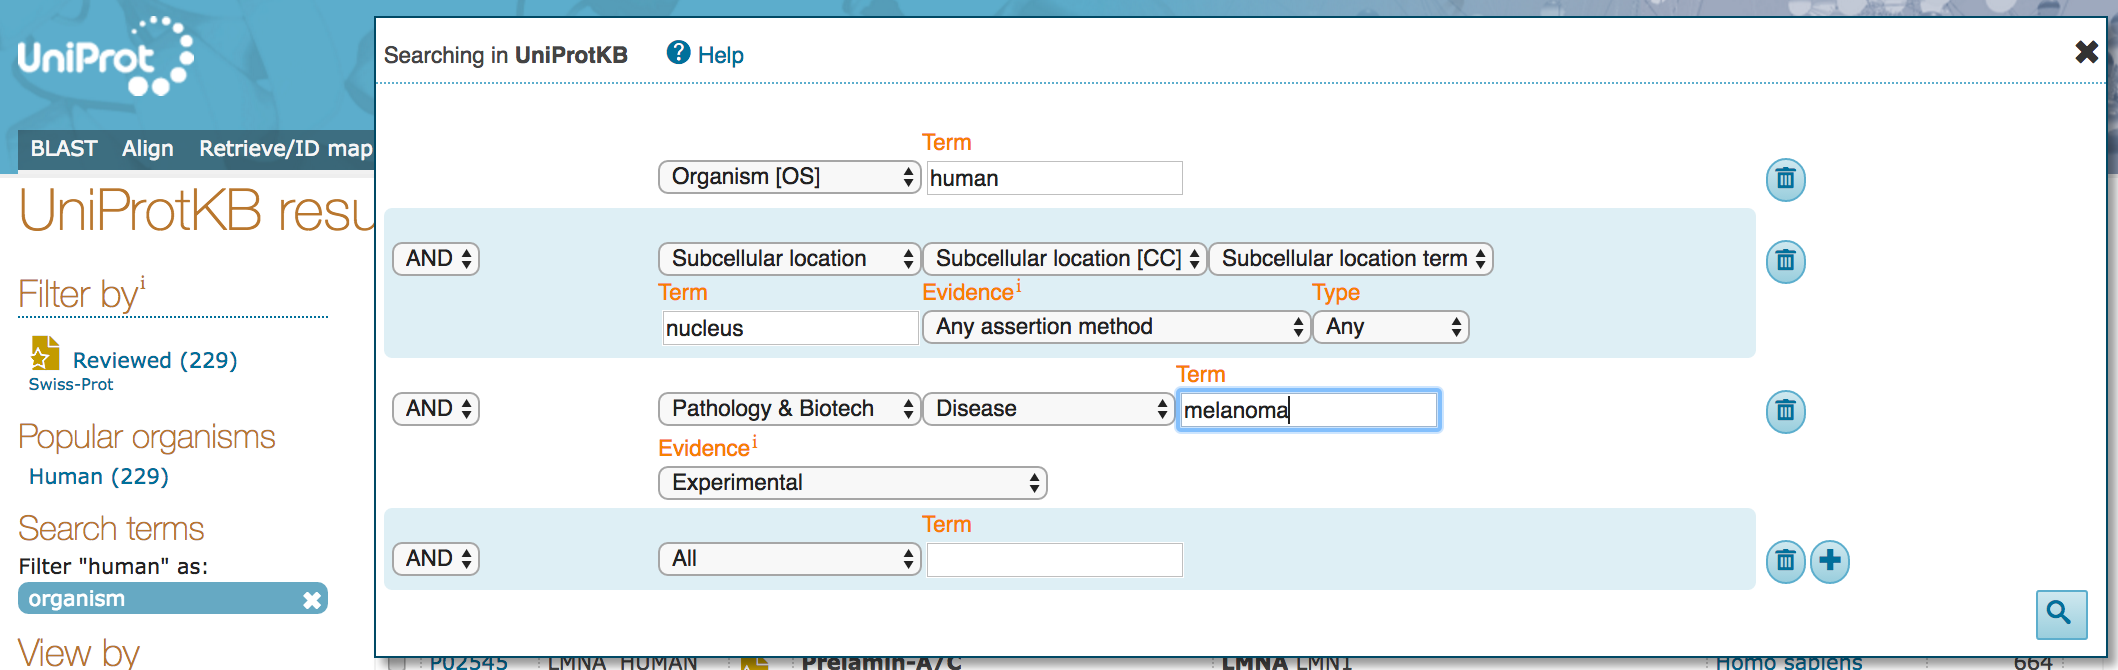 UniProt
BLAST Align Retrieve/ID map
UniProtKB resu
Filter by i
Reviewed (229)
Swiss-Prot
Popular organisms
Human (229)
Search terms
Filter "human" as:
organism
View by
Searching in UniProtKB ? Help
Term
Organism [OS] human
AND Subcellular location Subcellular location [CC] Subcellular location term
Term Evidence i Type
nucleus Any assertion method Any
Term
AND Pathology & Biotech Disease melanoma
Evidence i
Experimental
Term
AND All
P02545 LMNA_HUMAN Prelamin-A/C LMNA LMN1 Homo sapiens 664